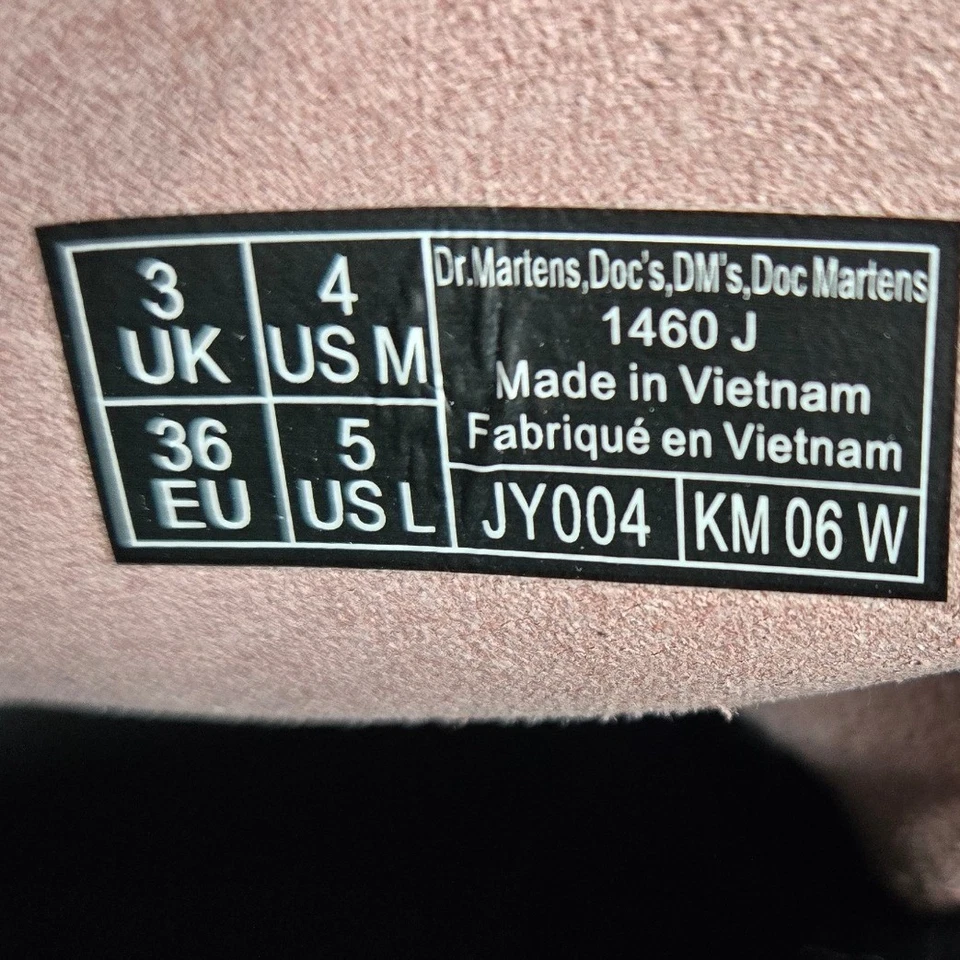 3
UK
4
US M
36
EU
5
US L
Dr.Martens,Doc's,DM's,Doc Martens
1460 J
Made in Vietnam
Fabriqué en Vietnam
JY004
KM 06 W